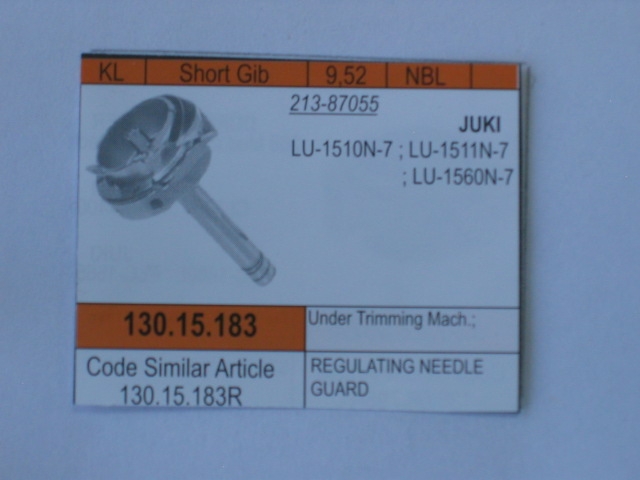 KL Short Gib 9,52 NBL
213-87055
JUKI
LU-1510N-7 ; LU-1511N-7
; LU-1560N-7
130.15.183
Under Trimming Mach.;
Code Similar Article
130.15.183R
REGULATING NEEDLE
GUARD